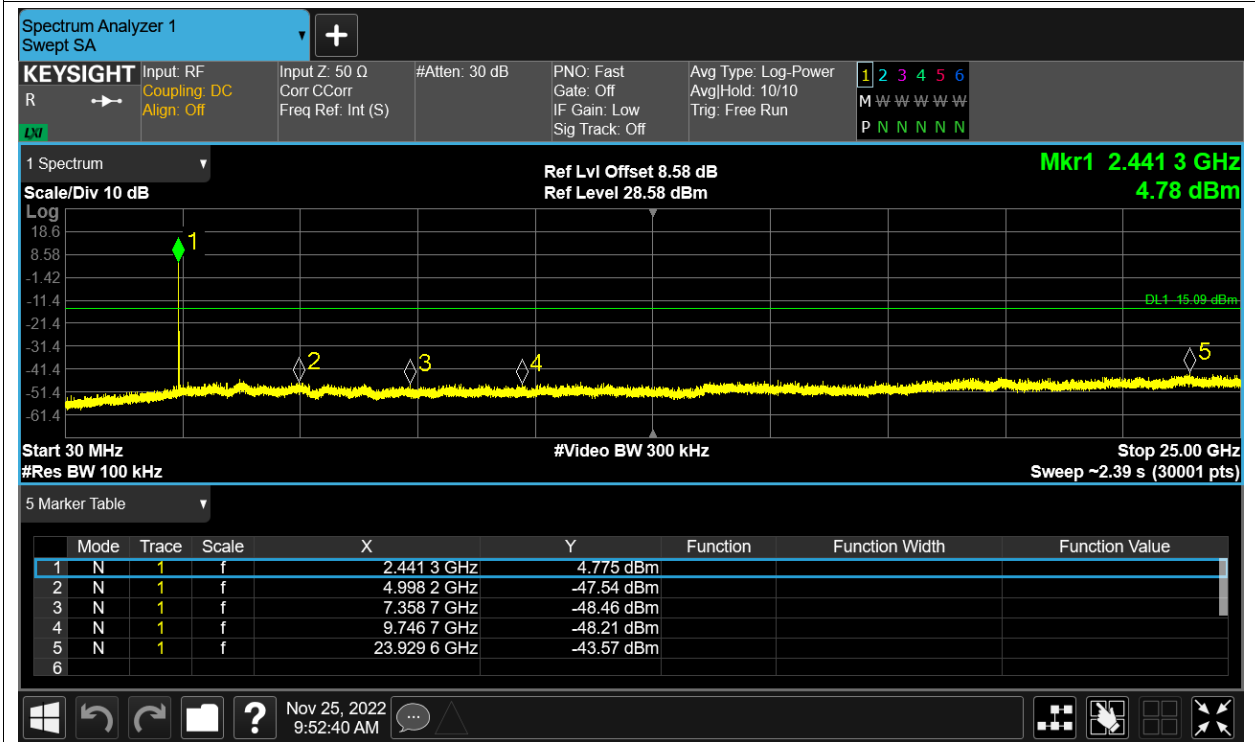 Spectrum Analyzer 1
Swept SA
KEYSIGHT
R
LXI
Input: RF
Coupling: DC
Align: Off
Input Z: 50 Ω
Corr CCorr
Freq Ref: Int (S)
#Atten: 30 dB
PNO: Fast
Gate: Off
IF Gain: Low
Sig Track: Off
Avg Type: Log-Power
Avg|Hold: 10/10
Trig: Free Run
1 2 3 4 5 6
M W W W W W
P N N N N N
1 Spectrum
Scale/Div 10 dB
Ref Lvl Offset 8.58 dB
Ref Level 28.58 dBm
Mkr1 2.441 3 GHz
4.78 dBm
Log
18.6
8.58
-1.42
-11.4
-21.4
-31.4
-41.4
-51.4
-61.4
1
2
3
4
5
DL1 -15.09 dBm
Start 30 MHz
#Video BW 300 kHz
Stop 25.00 GHz
#Res BW 100 kHz
Sweep ~2.39 s (30001 pts)
5 Marker Table
Mode Trace Scale X Y Function Function Width Function Value
1 N 1 f 2.441 3 GHz 4.775 dBm
2 N 1 f 4.998 2 GHz -47.54 dBm
3 N 1 f 7.358 7 GHz -48.46 dBm
4 N 1 f 9.746 7 GHz -48.21 dBm
5 N 1 f 23.929 6 GHz -43.57 dBm
6
?
Nov 25, 2022
9:52:40 AM